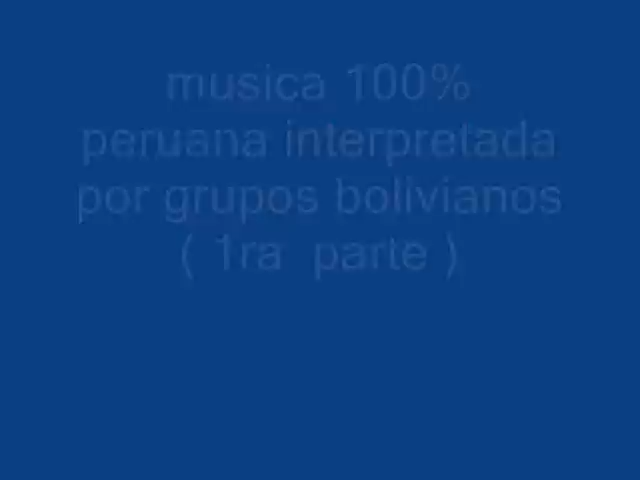 musica 100%
peruana interpretada
por grupos bolivianos
( 1ra parte )